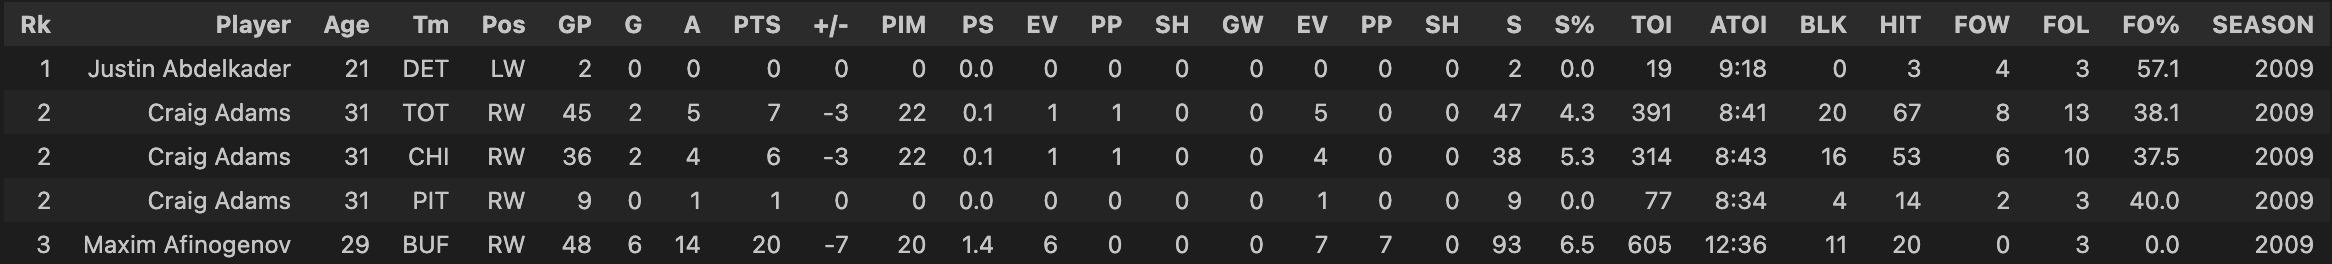 Rk Player Age Tm Pos GP G A PTS +/- PIM PS EV PP SH GW EV PP SH S S% TOI ATOI BLK HIT FOW FOL FO% SEASON
1 Justin Abdelkader 21 DET LW 2 0 0 0 0 0 0.0 0 0 0 0 0 0 0 2 0.0 19 9:18 0 3 4 3 57.1 2009
2 Craig Adams 31 TOT RW 45 2 5 7 -3 22 0.1 1 1 0 0 5 0 0 47 4.3 391 8:41 20 67 8 13 38.1 2009
2 Craig Adams 31 CHI RW 36 2 4 6 -3 22 0.1 1 1 0 0 4 0 0 38 5.3 314 8:43 16 53 6 10 37.5 2009
2 Craig Adams 31 PIT RW 9 0 1 1 0 0 0.0 0 0 0 0 1 0 0 9 0.0 77 8:34 4 14 2 3 40.0 2009
3 Maxim Afinogenov 29 BUF RW 48 6 14 20 -7 20 1.4 6 0 0 0 7 7 0 93 6.5 605 12:36 11 20 0 3 0.0 2009